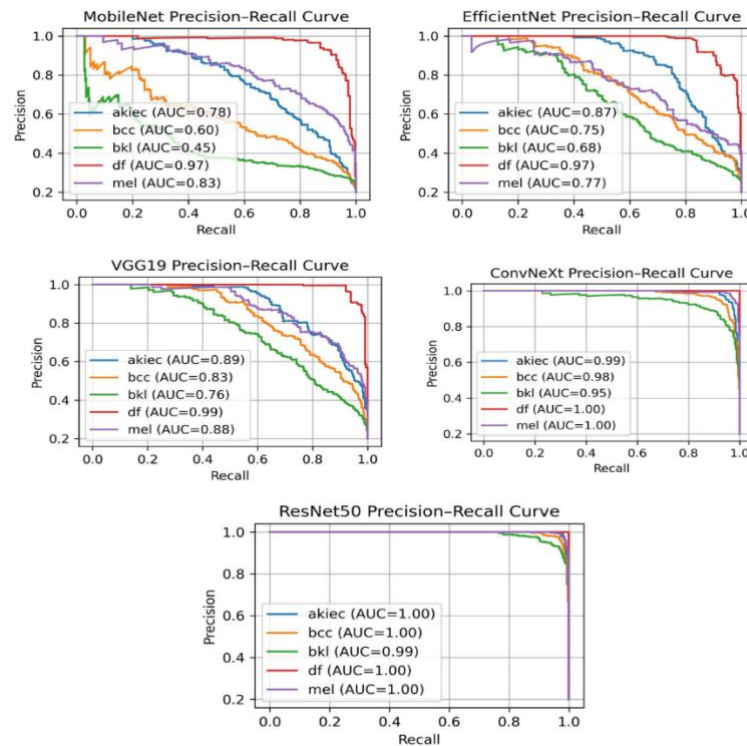 MobileNet Precision–Recall Curve
1.0
0.8
0.6
0.4
0.2
Precision
akiec (AUC=0.78)
bcc (AUC=0.60)
bkl (AUC=0.45)
df (AUC=0.97)
mel (AUC=0.83)
0.0 0.2 0.4 0.6 0.8 1.0
Recall
EfficientNet Precision–Recall Curve
1.0
0.8
0.6
0.4
0.2
Precision
akiec (AUC=0.87)
bcc (AUC=0.75)
bkl (AUC=0.68)
df (AUC=0.97)
mel (AUC=0.77)
0.0 0.2 0.4 0.6 0.8 1.0
Recall
VGG19 Precision–Recall Curve
1.0
0.8
0.6
0.4
0.2
Precision
akiec (AUC=0.89)
bcc (AUC=0.83)
bkl (AUC=0.76)
df (AUC=0.99)
mel (AUC=0.88)
0.0 0.2 0.4 0.6 0.8 1.0
Recall
ConvNeXt Precision–Recall Curve
1.0
0.8
0.6
0.4
0.2
Precision
akiec (AUC=0.99)
bcc (AUC=0.98)
bkl (AUC=0.95)
df (AUC=1.00)
mel (AUC=1.00)
0.0 0.2 0.4 0.6 0.8 1.0
Recall
ResNet50 Precision–Recall Curve
1.0
0.8
0.6
0.4
0.2
Precision
akiec (AUC=1.00)
bcc (AUC=1.00)
bkl (AUC=0.99)
df (AUC=1.00)
mel (AUC=1.00)
0.0 0.2 0.4 0.6 0.8 1.0
Recall